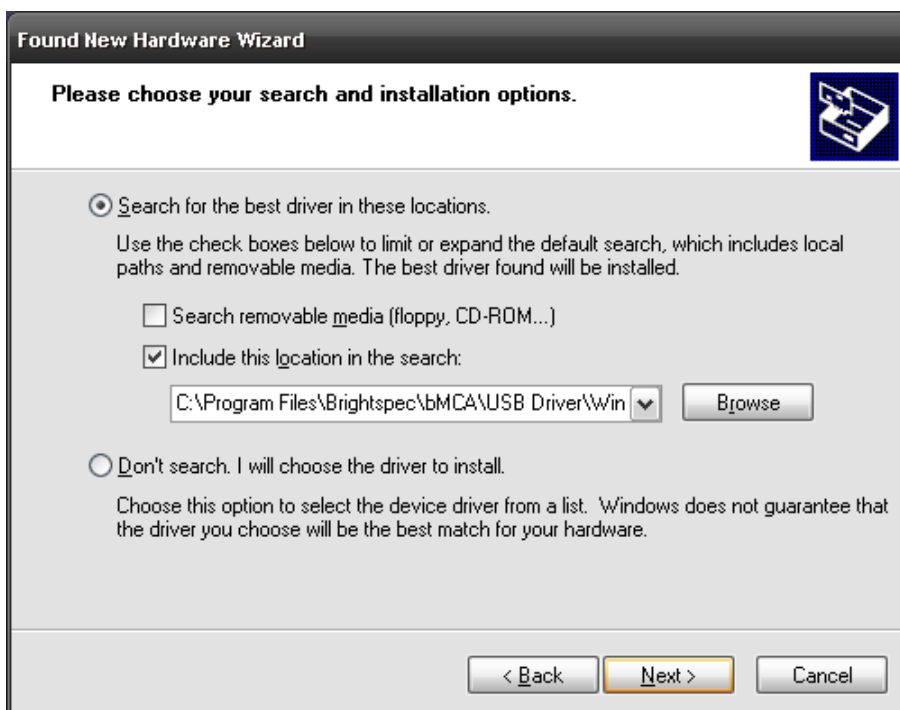 Found New Hardware Wizard
Please choose your search and installation options.
Search for the best driver in these locations.
Use the check boxes below to limit or expand the default search, which includes local
paths and removable media. The best driver found will be installed.
Search removable media (floppy, CD-ROM...)
Include this location in the search:
C:\Program Files\Brightspec\bMCA\USB Driver\Win
Browse
Don't search. I will choose the driver to install.
Choose this option to select the device driver from a list. Windows does not guarantee that
the driver you choose will be the best match for your hardware.
< Back
Next >
Cancel